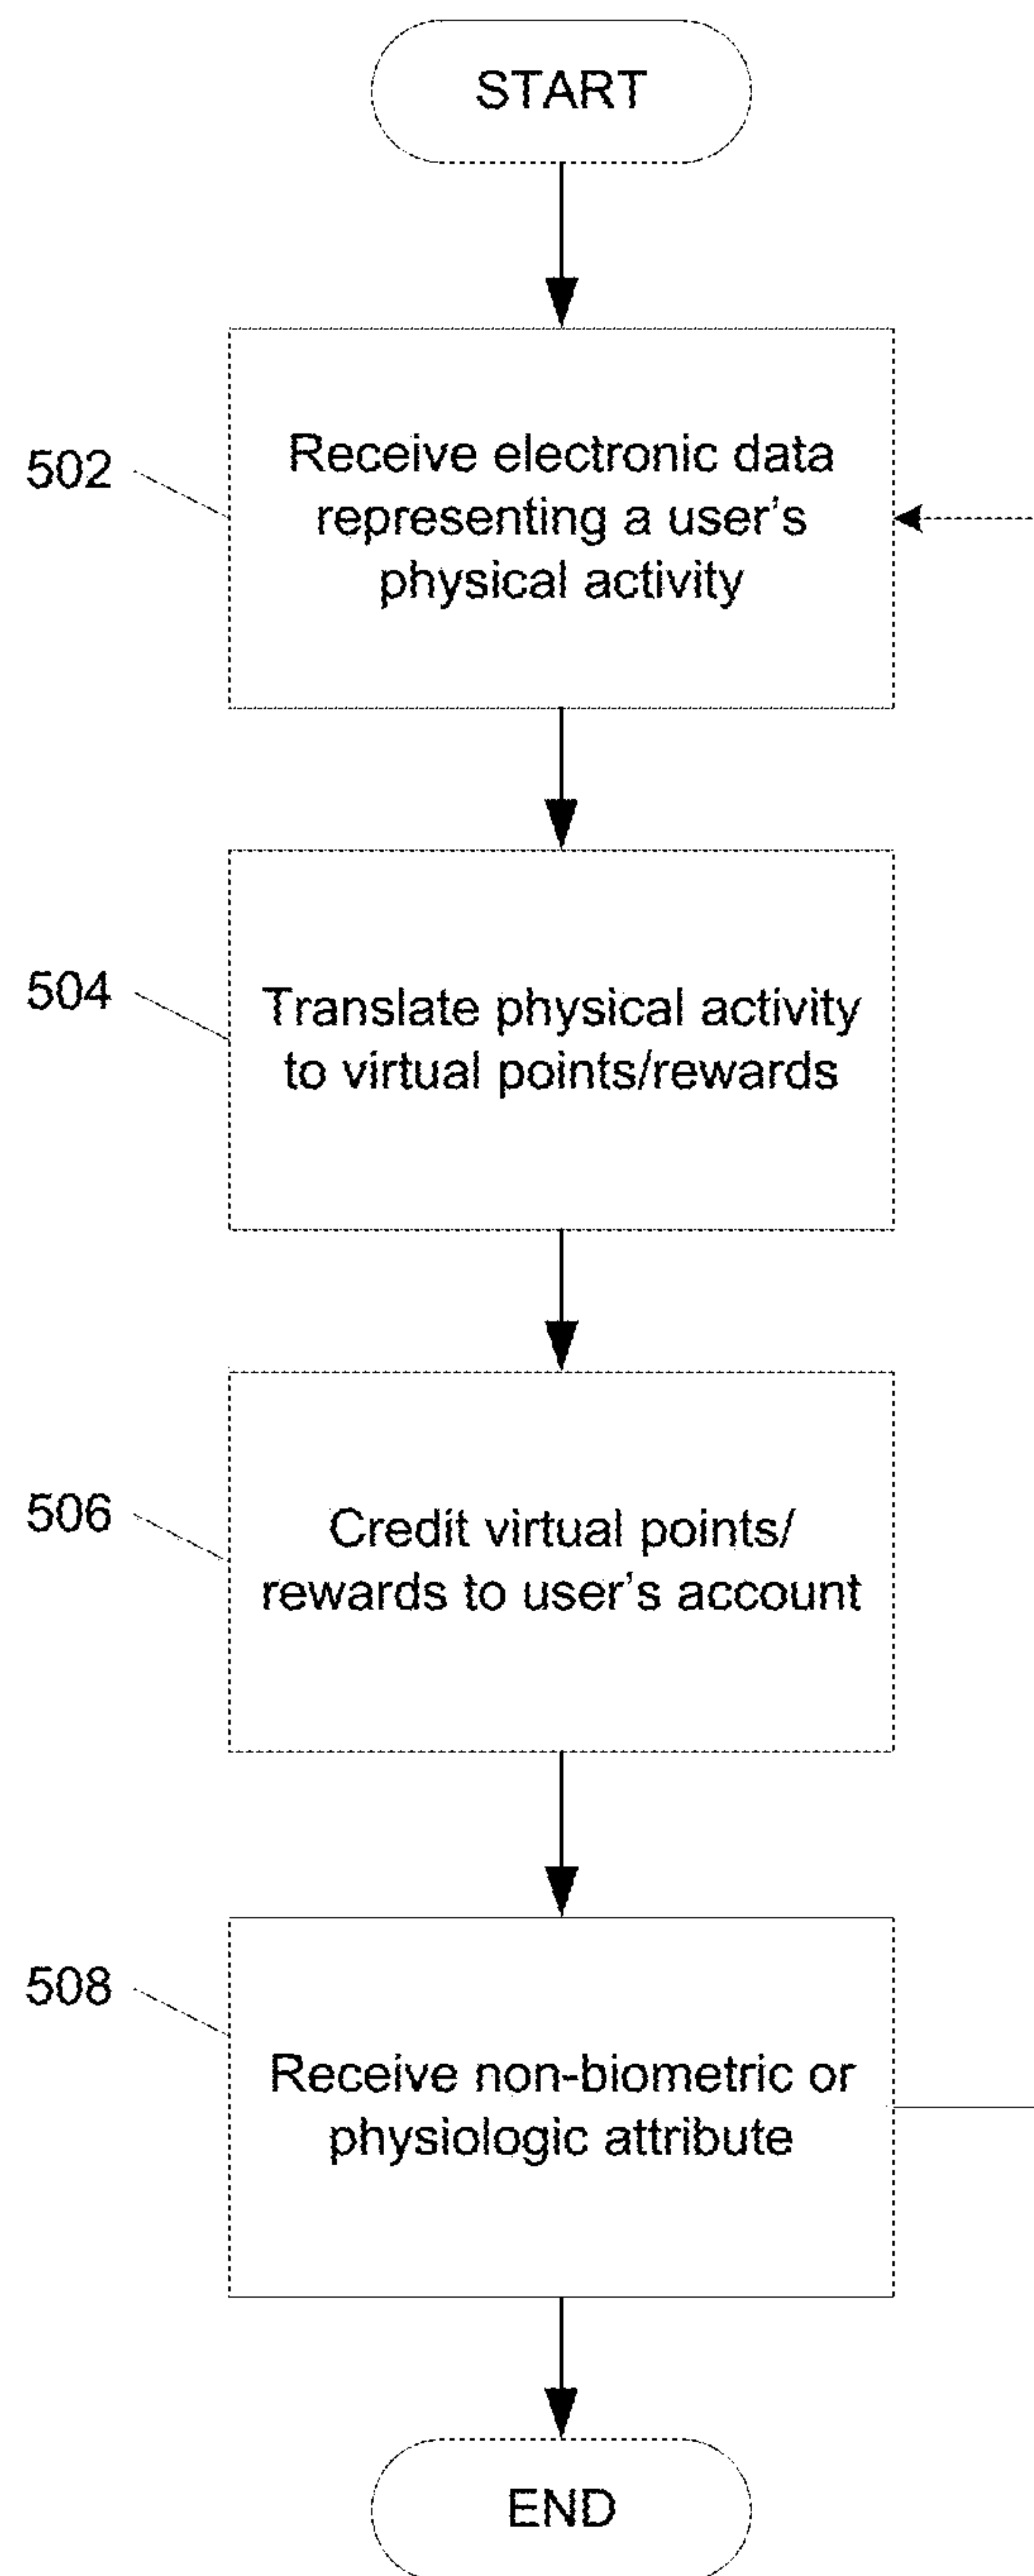 START
502
Receive electronic data
representing a user's
physical activity
504
Translate physical activity
to virtual points/rewards
506
Credit virtual points/
rewards to user's account
508
Receive non-biometric or
physiologic attribute
END